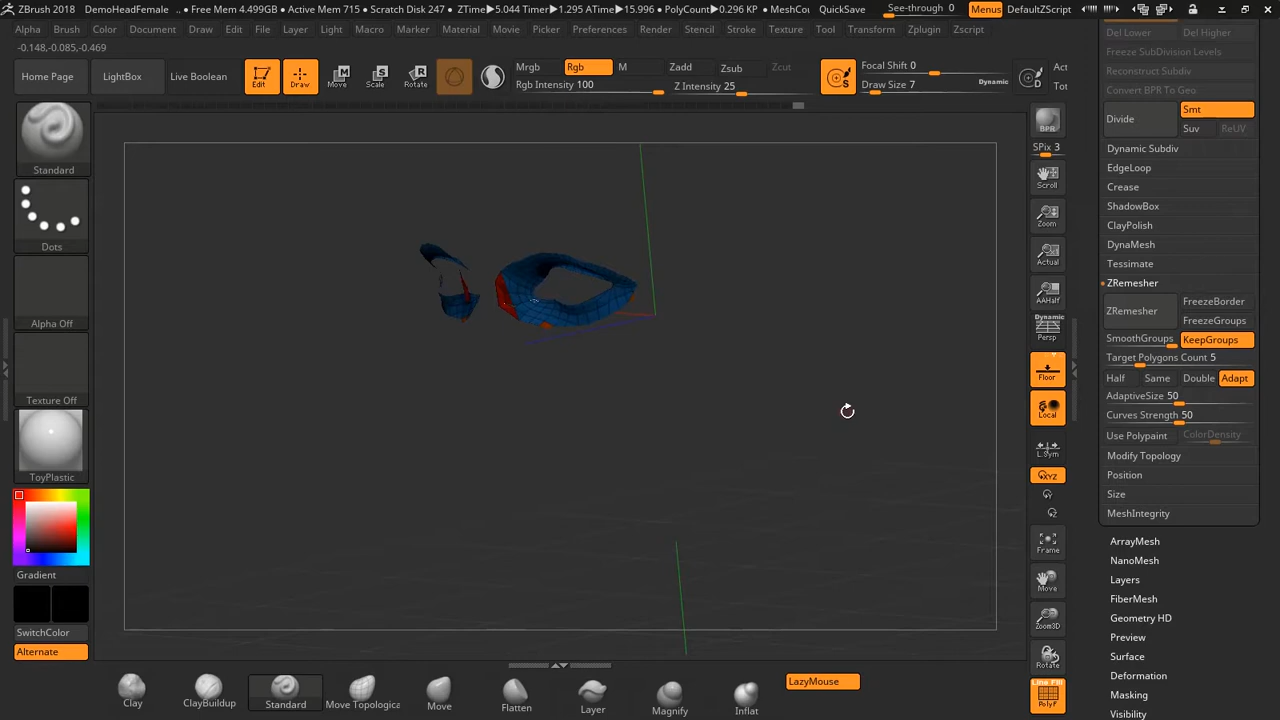 ZBrush 2018 DemoHeadFemale • Free Mem 4.499GB • Active Mem 715 • Scratch Disk 247 • ZTime▸5.044 Timer▸1.295 ATime▸15.996 • PolyCount▸0.296 KP • MeshCou QuickSave See-through 0 Menus DefaultZScript
Alpha Brush Color Document Draw Edit File Layer Light Macro Marker Material Movie Picker Preferences Render Stencil Stroke Texture Tool Transform Zplugin Zscript
-0.148,-0.085,-0.469
Home Page LightBox Live Boolean Edit Draw Move Scale Rotate
Mrgb Rgb M Zadd Zsub Zcut
Rgb Intensity 100 Z Intensity 25
Focal Shift 0
Draw Size 7 Dynamic
Act
Tot
Standard
Dots
Alpha Off
Texture Off
ToyPlastic
Gradient
SwitchColor
Alternate
BPR
SPix 3
Scroll
Zoom
Actual
AAHalf
Dynamic
Persp
Floor
Local
L.Sym
XYZ
Y
Z
Frame
Move
Zoom3D
Rotate
Line Fill
PolyF
Del Lower Del Higher
Freeze SubDivision Levels
Reconstruct Subdiv
Convert BPR To Geo
Divide Smt
Suv ReUV
Dynamic Subdiv
EdgeLoop
Crease
ShadowBox
ClayPolish
DynaMesh
Tessimate
ZRemesher
ZRemesher FreezeBorder
FreezeGroups
SmoothGroups KeepGroups
Target Polygons Count 5
Half Same Double Adapt
AdaptiveSize 50
Curves Strength 50
Use Polypaint ColorDensity
Modify Topology
Position
Size
MeshIntegrity
ArrayMesh
NanoMesh
Layers
FiberMesh
Geometry HD
Preview
Surface
Deformation
Masking
Visibility
Clay ClayBuildup Standard Move Topologica Move Flatten Layer Magnify Inflat
LazyMouse